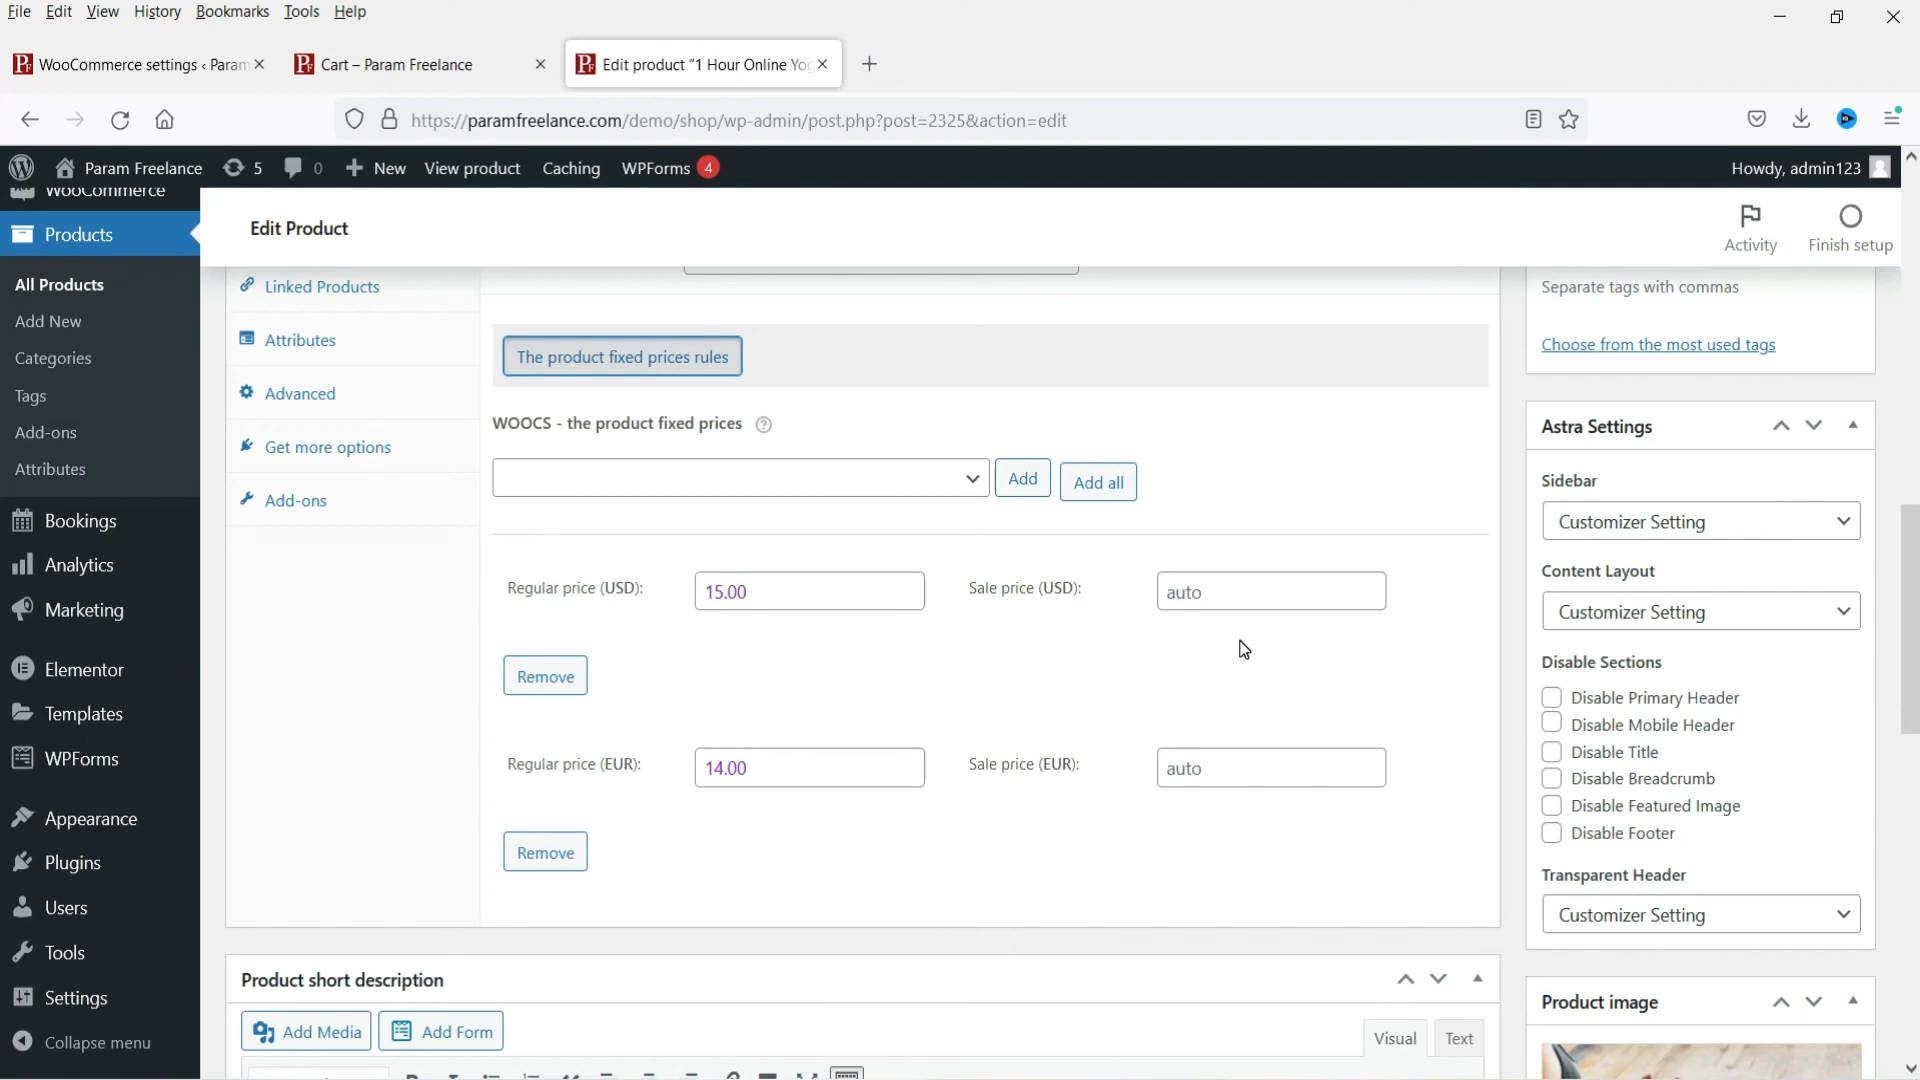 File Edit View History Bookmarks Tools Help
WooCommerce settings ‹ Param
Cart – Param Freelance
Edit product "1 Hour Online Yog
https://paramfreelance.com/demo/shop/wp-admin/post.php?post=2325&action=edit
Param Freelance 5 0 New View product Caching WPForms 4 Howdy, admin123
WooCommerce
Products
All Products
Add New
Categories
Tags
Add-ons
Attributes
Bookings
Analytics
Marketing
Elementor
Templates
WPForms
Appearance
Plugins
Users
Tools
Settings
Collapse menu
Edit Product
Activity
Finish setup
Linked Products
Attributes
Advanced
Get more options
Add-ons
The product fixed prices rules
WOOCS - the product fixed prices ?
Add Add all
Regular price (USD): 15.00 Sale price (USD): auto
Remove
Regular price (EUR): 14.00 Sale price (EUR): auto
Remove
Product short description
Add Media Add Form
Visual Text
Separate tags with commas
Choose from the most used tags
Astra Settings
Sidebar
Customizer Setting
Content Layout
Customizer Setting
Disable Sections
Disable Primary Header
Disable Mobile Header
Disable Title
Disable Breadcrumb
Disable Featured Image
Disable Footer
Transparent Header
Customizer Setting
Product image